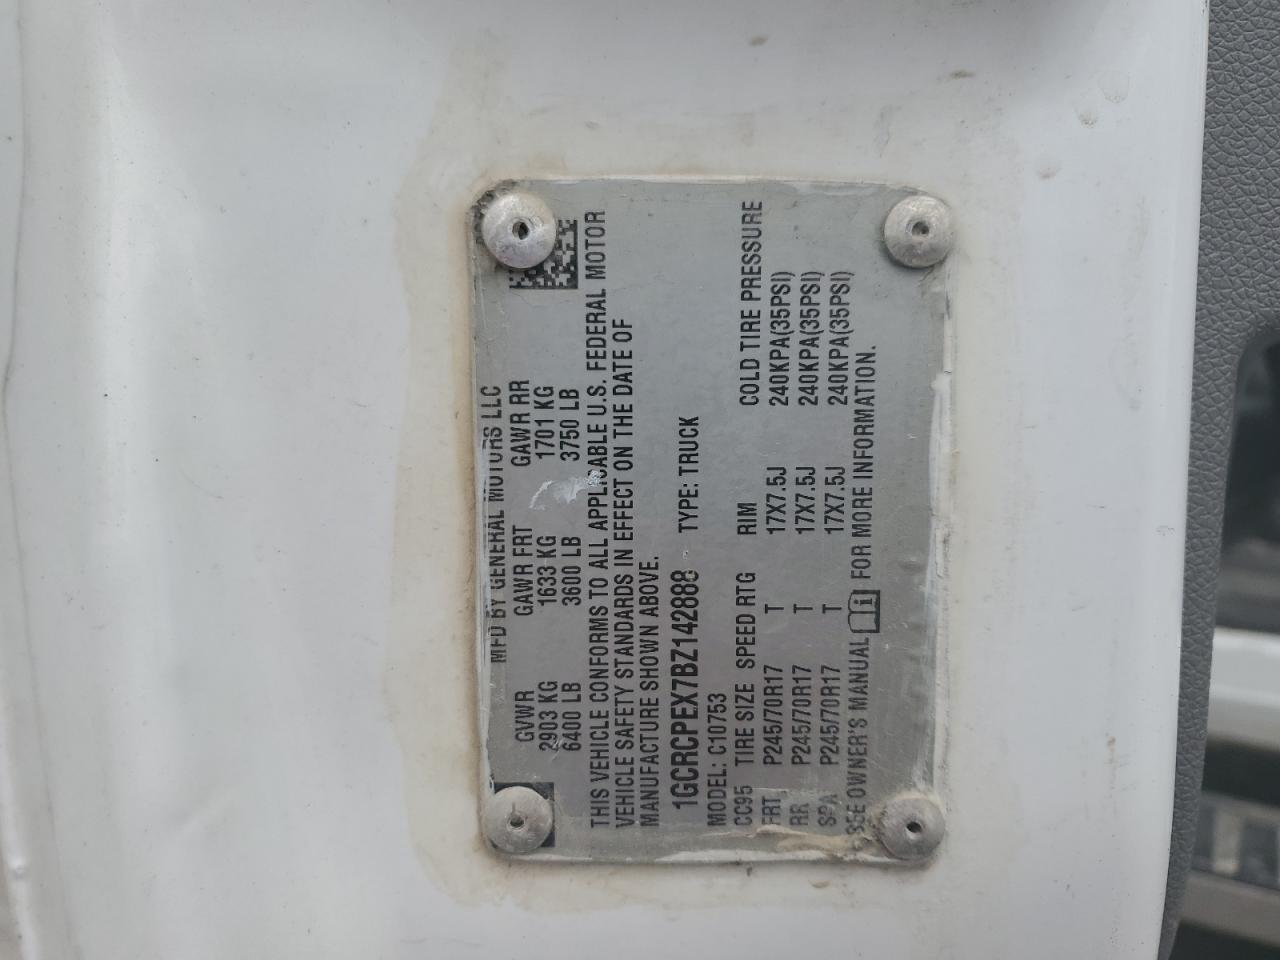 MFD BY GENERAL MOTORS LLC
GVWR GAWR FRT GAWR RR
2903 KG 1633 KG 1701 KG
6400 LB 3600 LB 3750 LB
THIS VEHICLE CONFORMS TO ALL APPLICABLE U.S. FEDERAL MOTOR
VEHICLE SAFETY STANDARDS IN EFFECT ON THE DATE OF
MANUFACTURE SHOWN ABOVE.
1GCRCPEX7BZ142888 TYPE: TRUCK
MODEL: C10753
CC95 TIRE SIZE SPEED RTG RIM COLD TIRE PRESSURE
FRT P245/70R17 T 17X7.5J 240KPA(35PSI)
RR P245/70R17 T 17X7.5J 240KPA(35PSI)
SPA P245/70R17 T 17X7.5J 240KPA(35PSI)
SEE OWNER'S MANUAL FOR MORE INFORMATION.